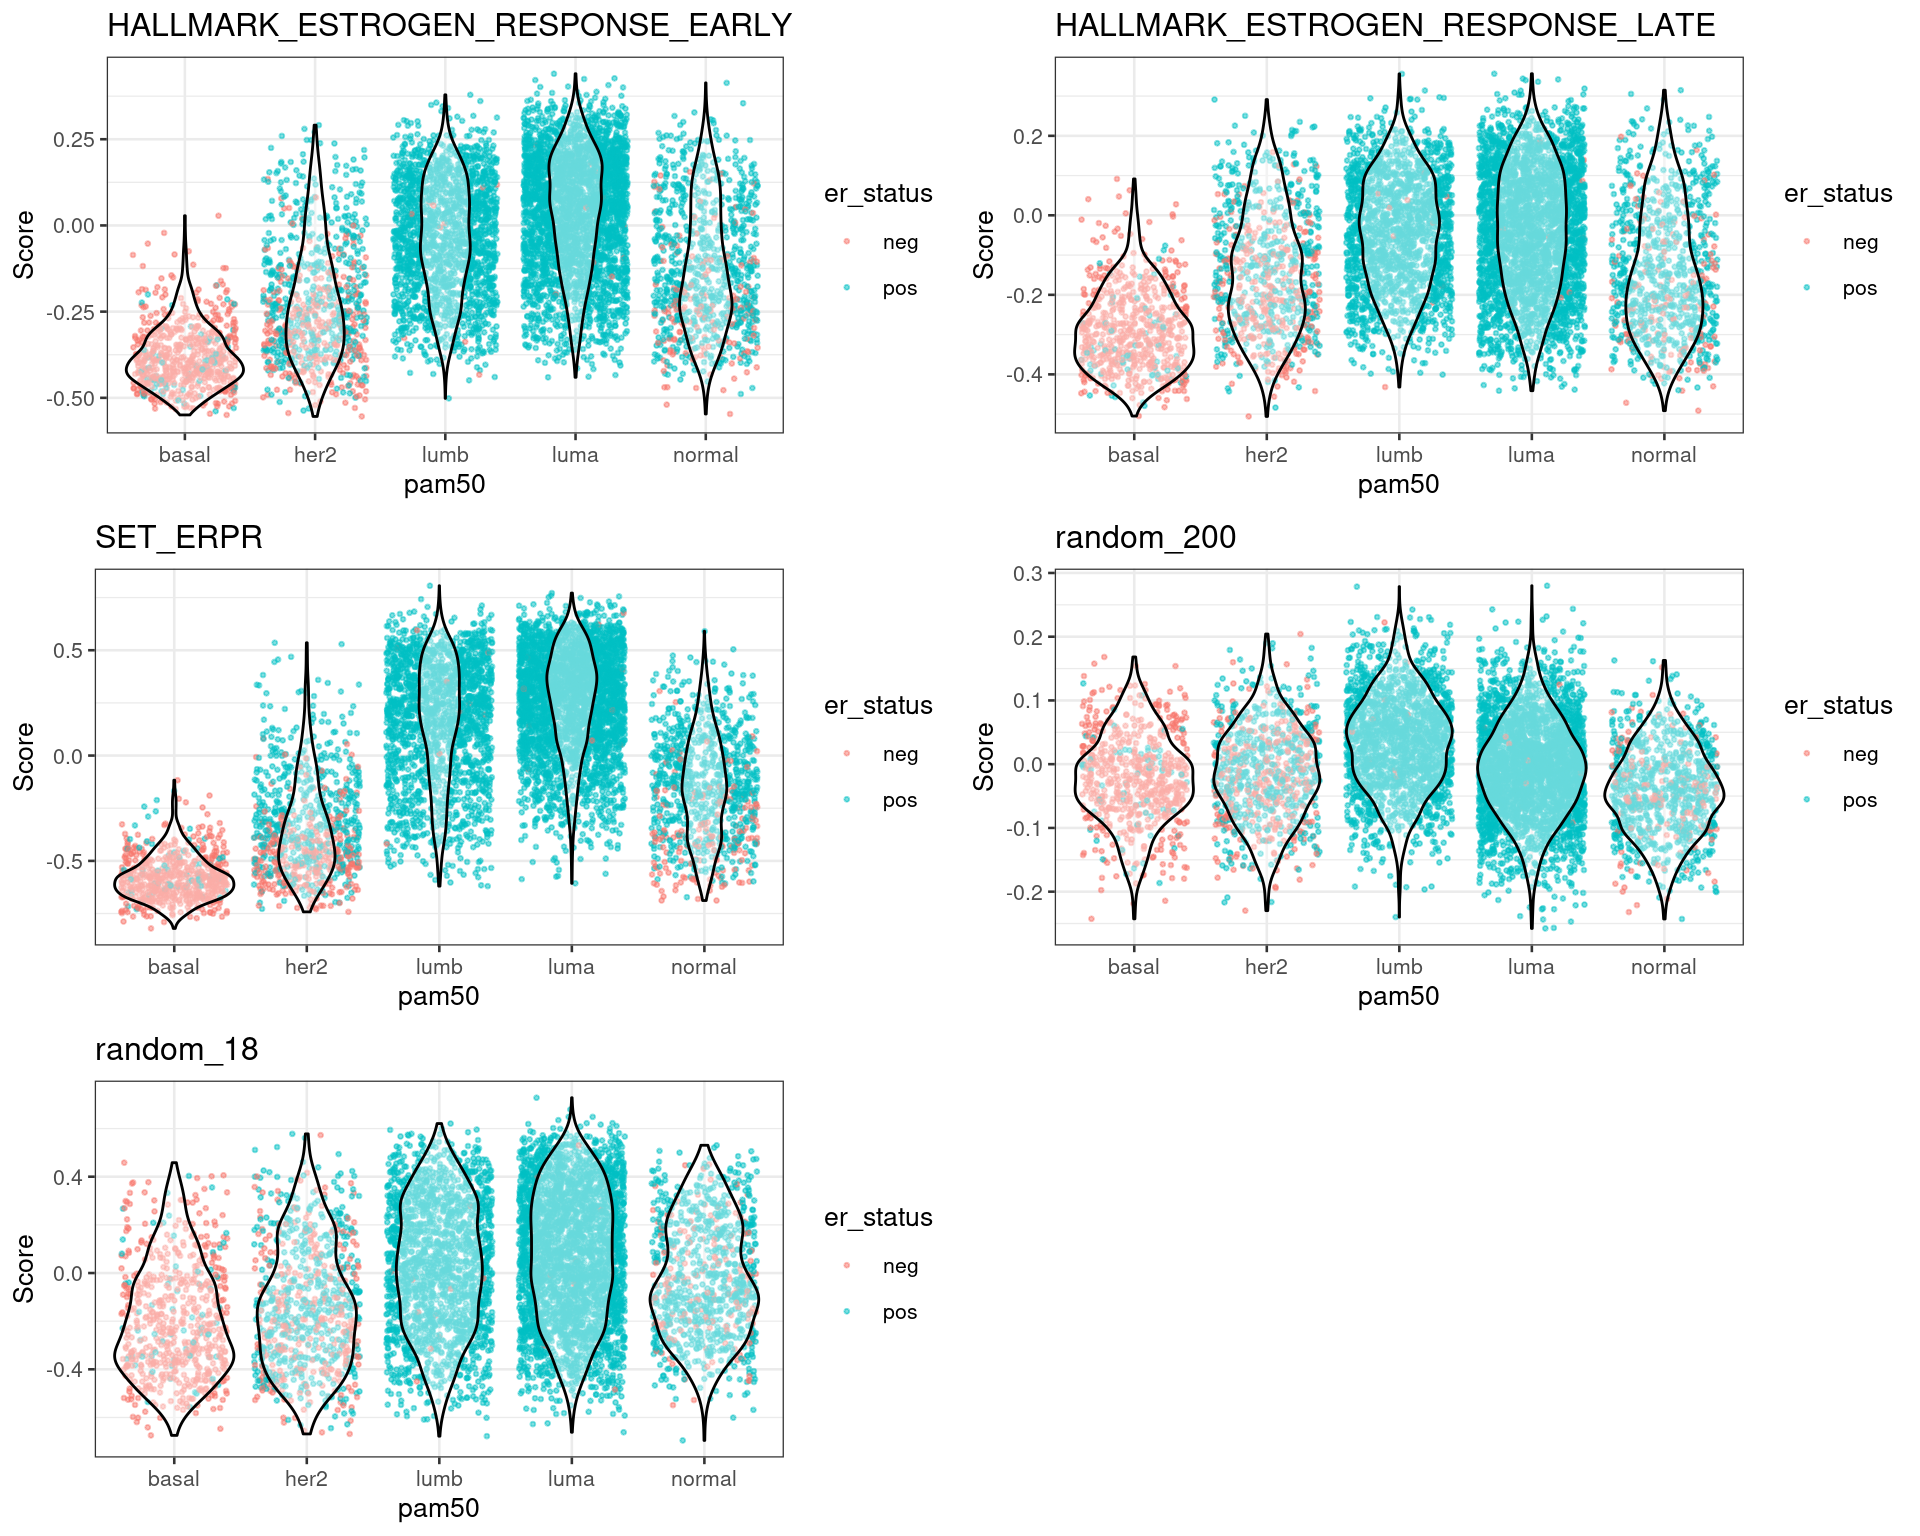 HALLMARK_ESTROGEN_RESPONSE_EARLY
Score
0.25
0.00
-0.25
-0.50
basal her2 lumb luma normal
pam50
er_status
neg
pos
HALLMARK_ESTROGEN_RESPONSE_LATE
Score
0.2
0.0
-0.2
-0.4
basal her2 lumb luma normal
pam50
er_status
neg
pos
SET_ERPR
Score
0.5
0.0
-0.5
basal her2 lumb luma normal
pam50
er_status
neg
pos
random_200
Score
0.3
0.2
0.1
0.0
-0.1
-0.2
basal her2 lumb luma normal
pam50
er_status
neg
pos
random_18
Score
0.4
0.0
-0.4
basal her2 lumb luma normal
pam50
er_status
neg
pos